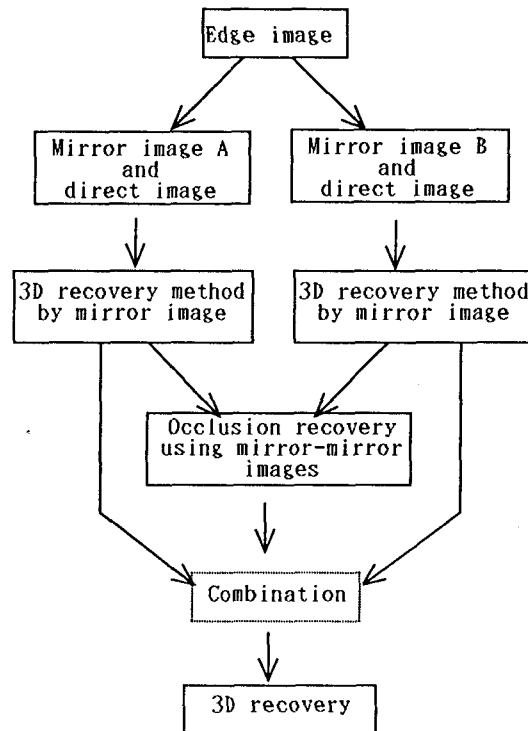 Edge image
Mirror image A
and
direct image
Mirror image B
and
direct image
3D recovery method
by mirror image
3D recovery method
by mirror image
Occlusion recovery
using mirror-mirror
images
Combination
3D recovery